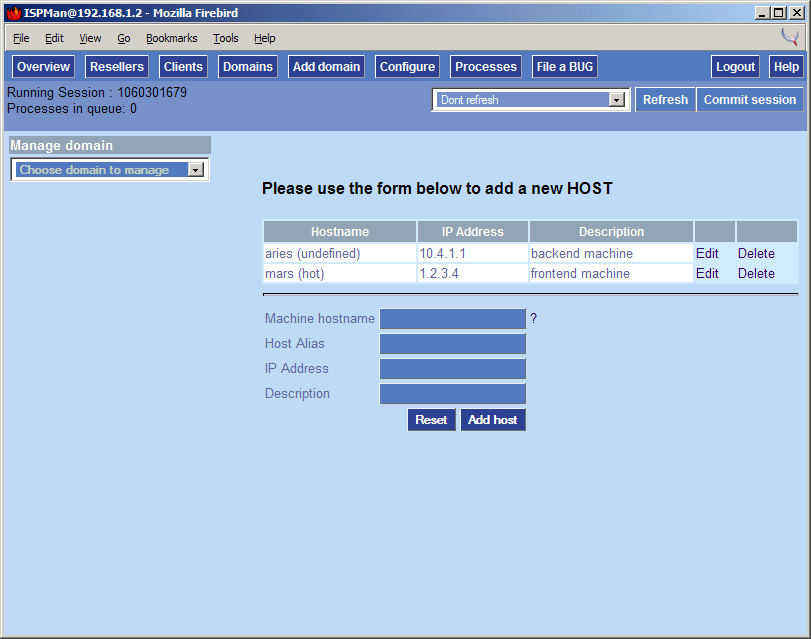 ISPMan@192.168.1.2 - Mozilla Firebird
File Edit View Go Bookmarks Tools Help
Overview Resellers Clients Domains Add domain Configure Processes File a BUG Logout Help
Running Session : 1060301679
Processes in queue: 0
Dont refresh Refresh Commit session
Manage domain
Choose domain to manage
Please use the form below to add a new HOST
Hostname IP Address Description
aries (undefined) 10.4.1.1 backend machine Edit Delete
mars (hot) 1.2.3.4 frontend machine Edit Delete
Machine hostname ?
Host Alias
IP Address
Description
Reset Add host